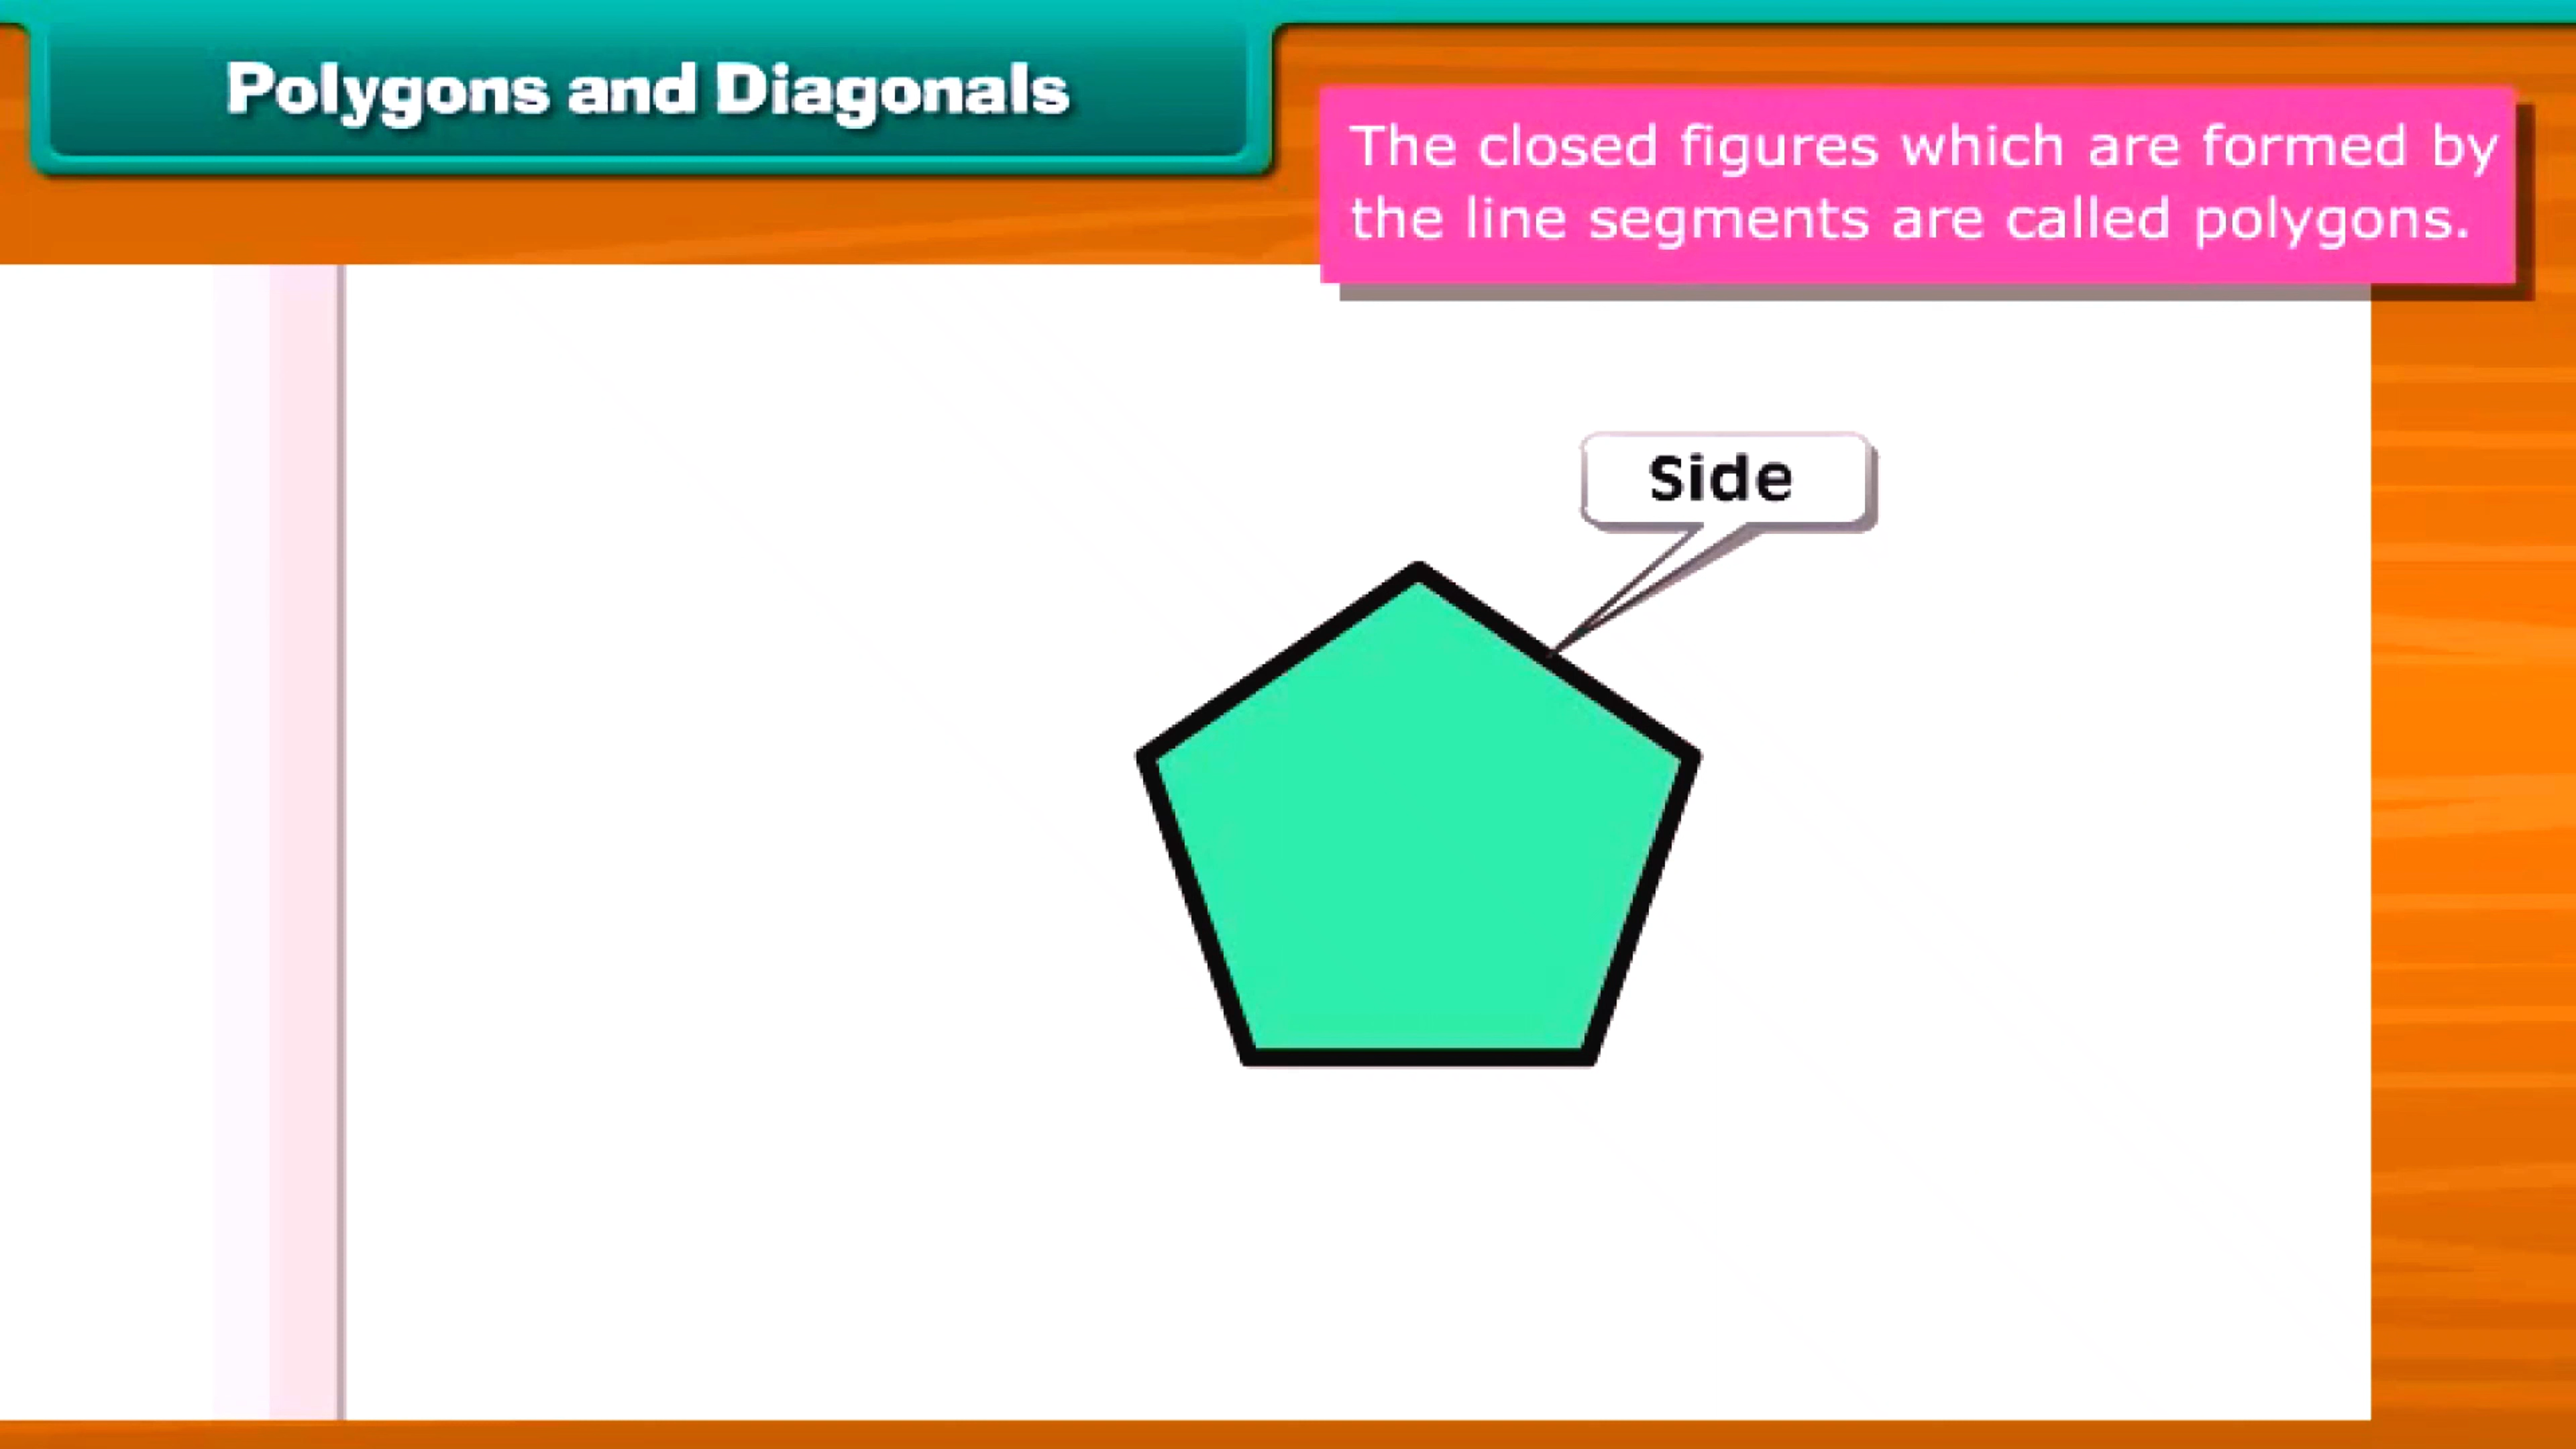 Polygons and Diagonals
The closed figures which are formed by
the line segments are called polygons.
Side